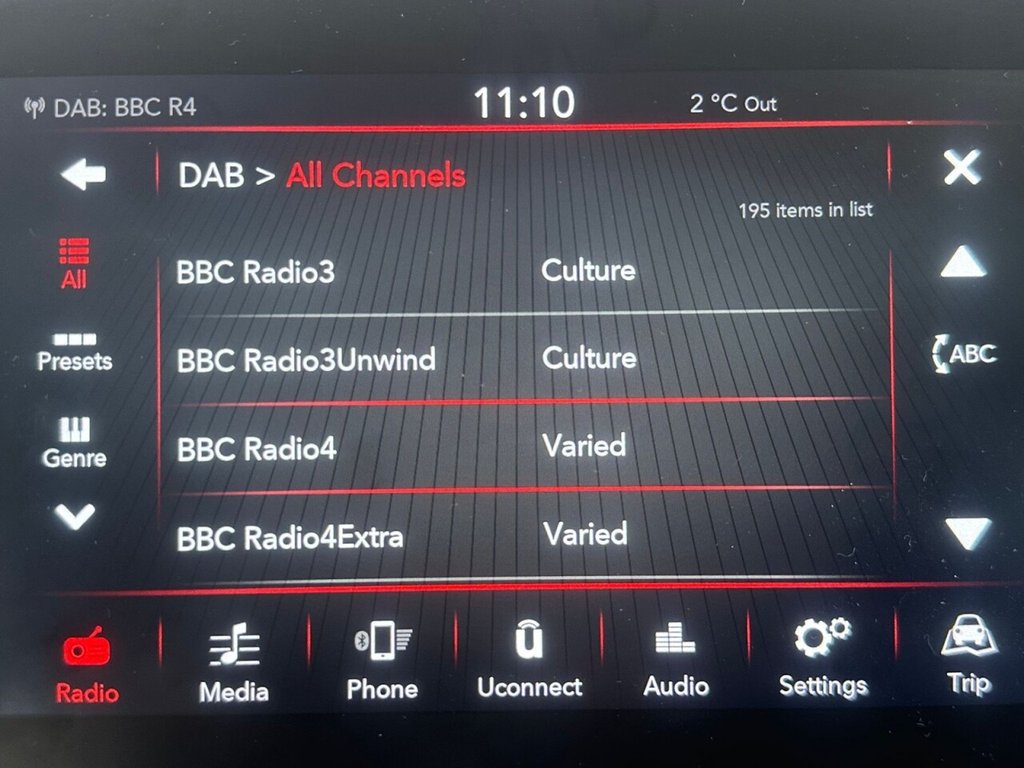 DAB: BBC R4
11:10
2 °C Out
DAB > All Channels
195 items in list
All
BBC Radio3 Culture
Presets
BBC Radio3Unwind Culture
ABC
Genre
BBC Radio4 Varied
BBC Radio4Extra Varied
Radio
Media
Phone
Uconnect
Audio
Settings
Trip